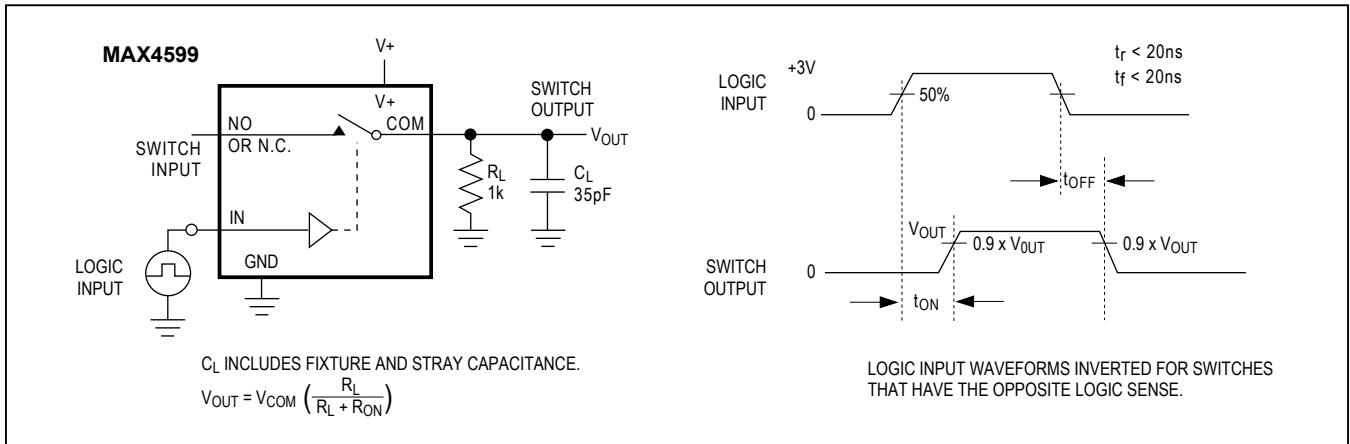 MAX4599
V+
V+
NO
OR N.C.
COM
SWITCH
INPUT
SWITCH
OUTPUT
VOUT
RL
1k
CL
35pF
IN
GND
LOGIC
INPUT
CL INCLUDES FIXTURE AND STRAY CAPACITANCE.
VOUT = VCOM ( RL / RL + RON )
LOGIC
INPUT
+3V
0
50%
tr < 20ns
tf < 20ns
tOFF
SWITCH
OUTPUT
VOUT
0
0.9 x V0UT
0.9 x VOUT
tON
LOGIC INPUT WAVEFORMS INVERTED FOR SWITCHES
THAT HAVE THE OPPOSITE LOGIC SENSE.